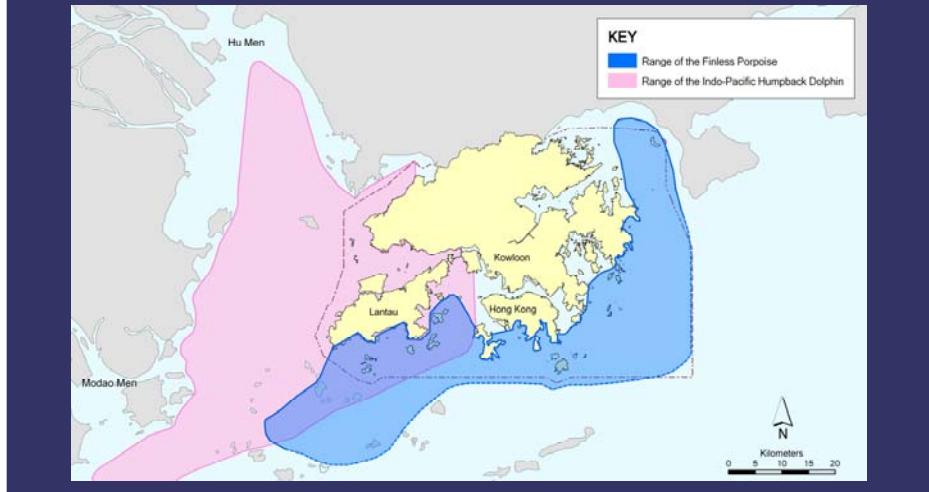 Hu Men
KEY
Range of the Finless Porpoise
Range of the Indo-Pacific Humpback Dolphin
Kowloon
Lantau
Hong Kong
Modao Men
N
Kilometers
0 5 10 15 20